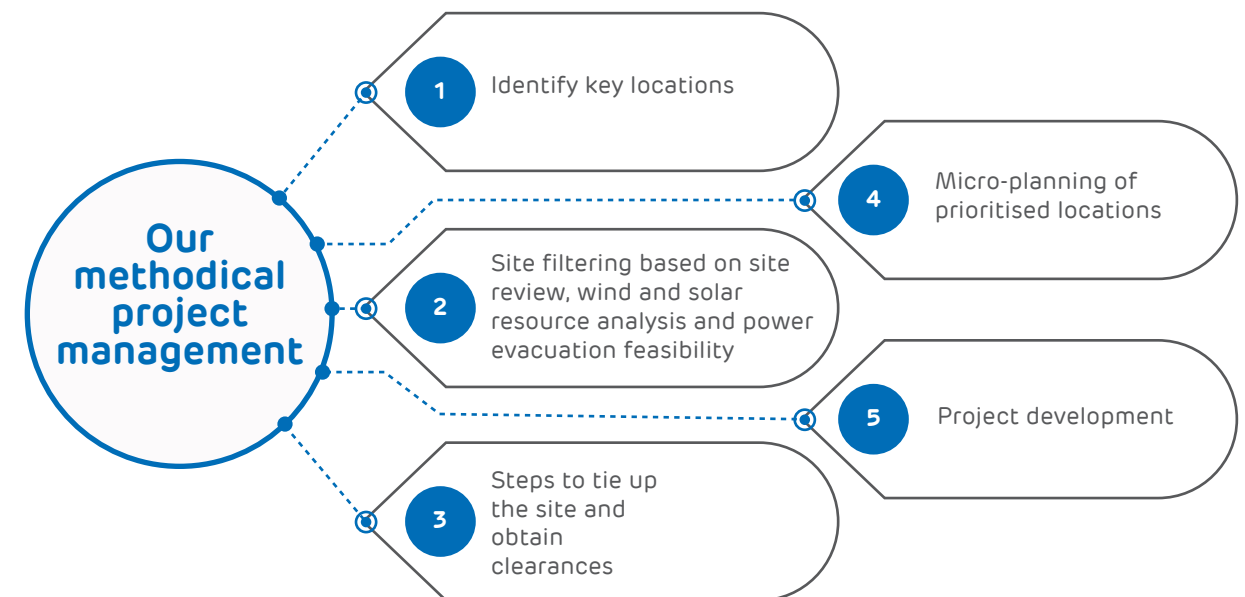 Our
methodical
project
management
1
Identify key locations
2
Site filtering based on site
review, wind and solar
resource analysis and power
evacuation feasibility
3
Steps to tie up
the site and
obtain
clearances
4
Micro-planning of
prioritised locations
5
Project development